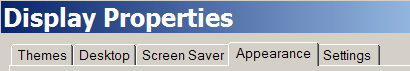 Display Properties
Themes Desktop Screen Saver Appearance Settings